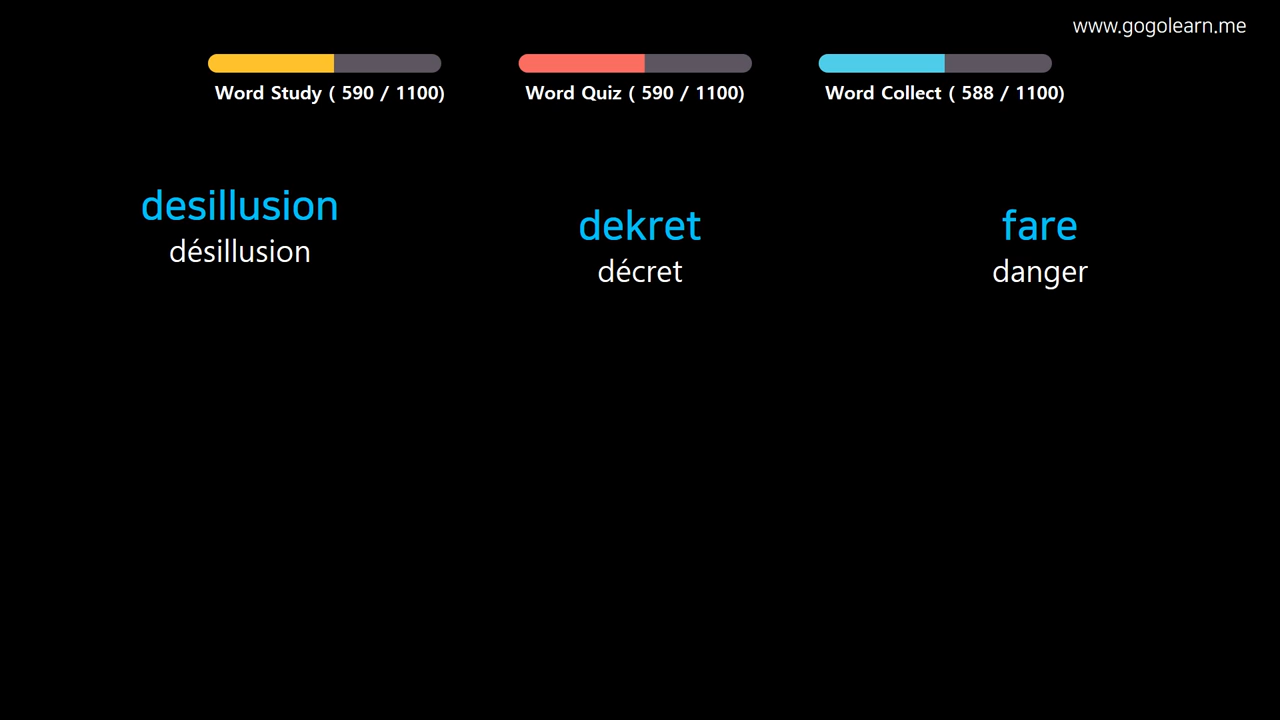 www.gogolearn.me
Word Study ( 590 / 1100)
Word Quiz ( 590 / 1100)
Word Collect ( 588 / 1100)
desillusion
désillusion
dekret
décret
fare
danger